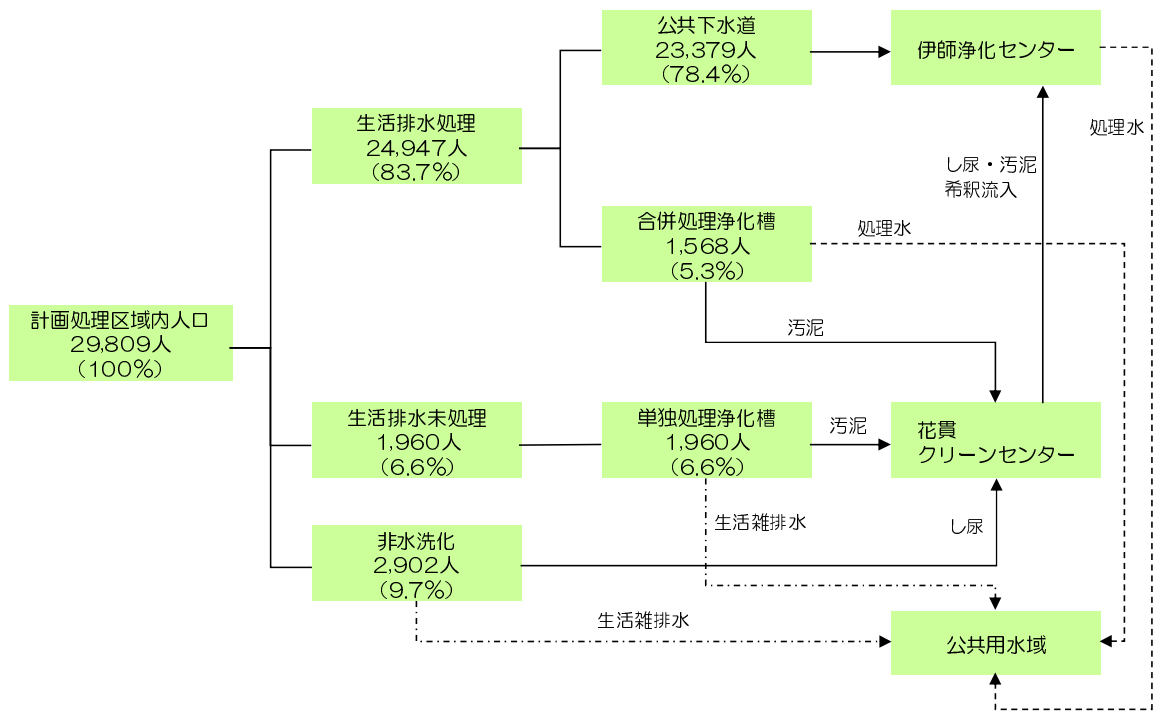 公共下水道
23,379人
(78.4%)
伊師浄化センター
処理水
生活排水処理
24,947人
(83.7%)
し尿・汚泥
希釈流入
合併処理浄化槽
1,568人
(5.3%)
処理水
計画処理区域内人口
29,809人
(100%)
汚泥
生活排水未処理
1,960人
(6.6%)
単独処理浄化槽
1,960人
(6.6%)
汚泥
花貫
クリーンセンター
生活雑排水
し尿
非水洗化
2,902人
(9.7%)
生活雑排水
公共用水域